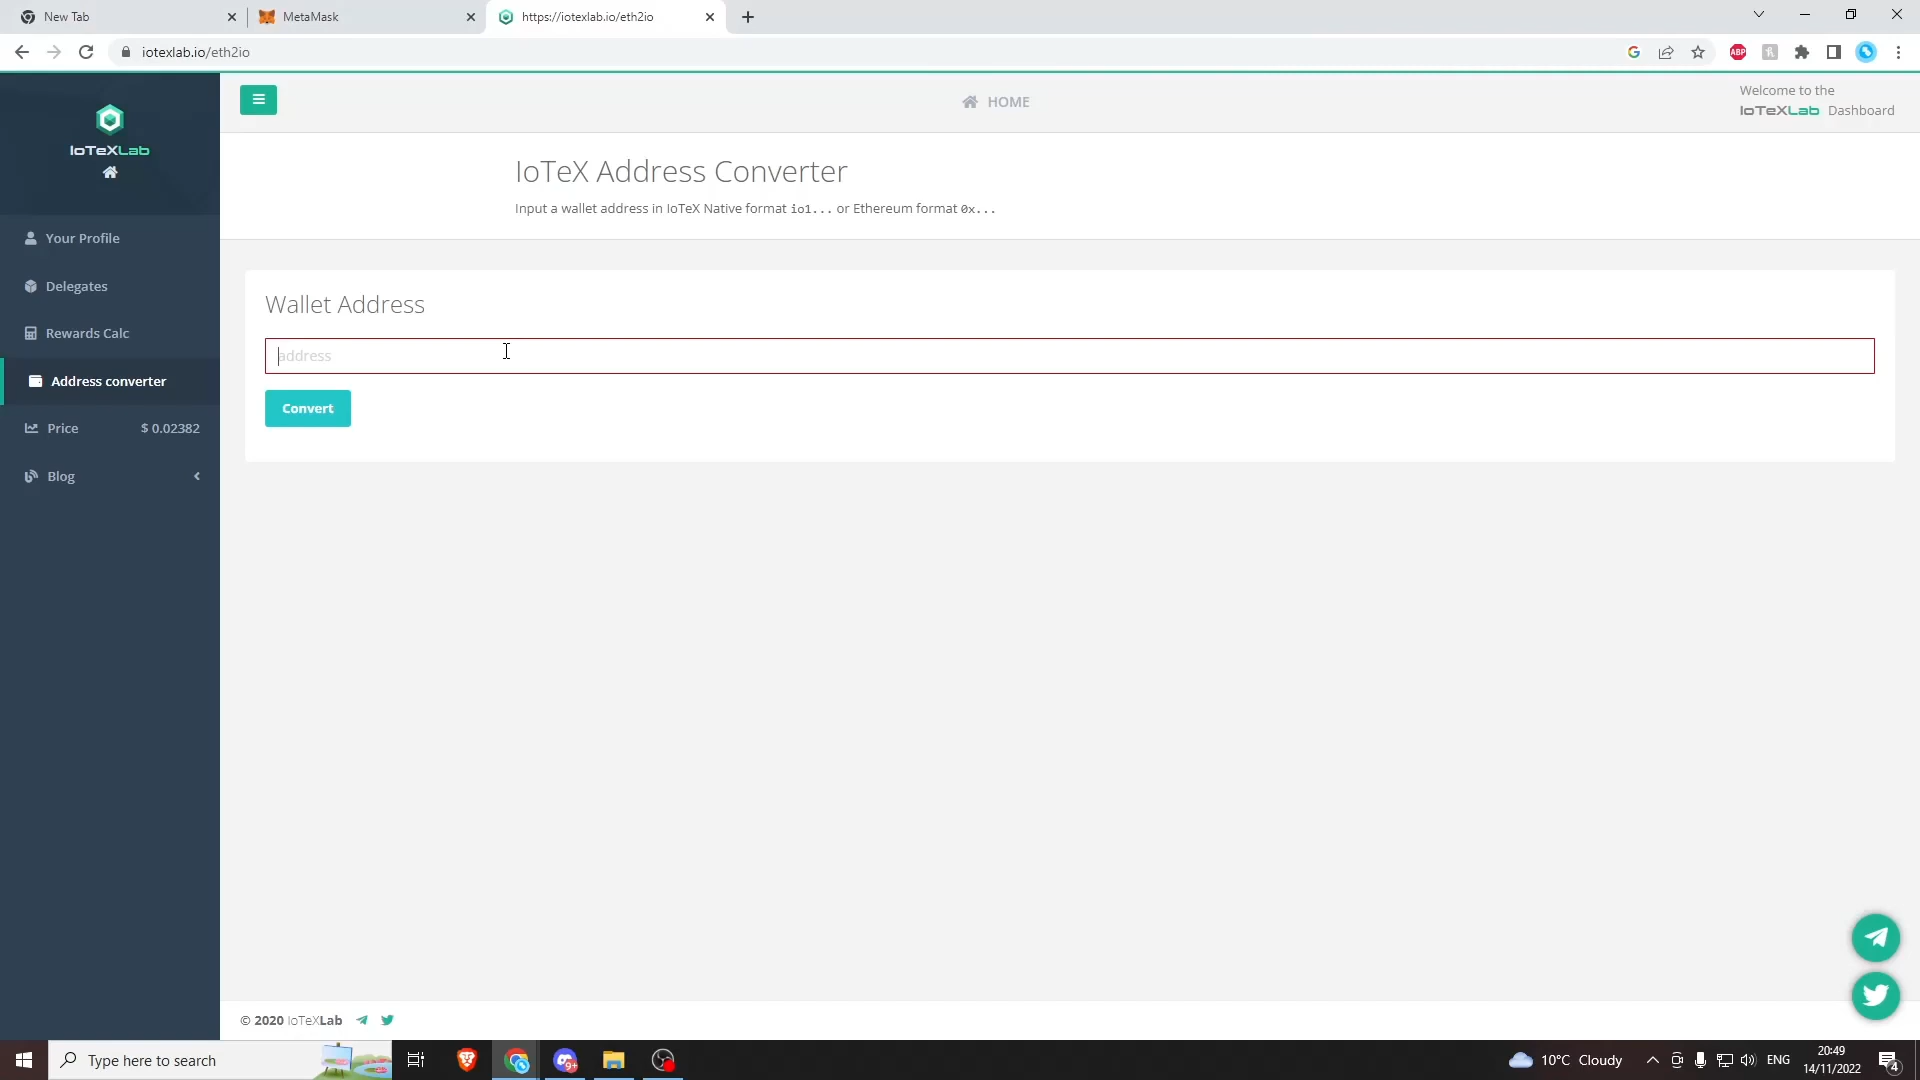 New Tab
MetaMask
https://iotexlab.io/eth2io
iotexlab.io/eth2io
ABP
IoTeXLab
HOME
Welcome to the
IoTeXLab Dashboard
IoTeX Address Converter
Input a wallet address in IoTeX Native format io1... or Ethereum format 0x...
Your Profile
Delegates
Rewards Calc
Address converter
Price $ 0.02382
Blog
Wallet Address
address
Convert
© 2020 IoTeXLab
Type here to search
9+
10°C Cloudy
ENG
20:49
14/11/2022
4